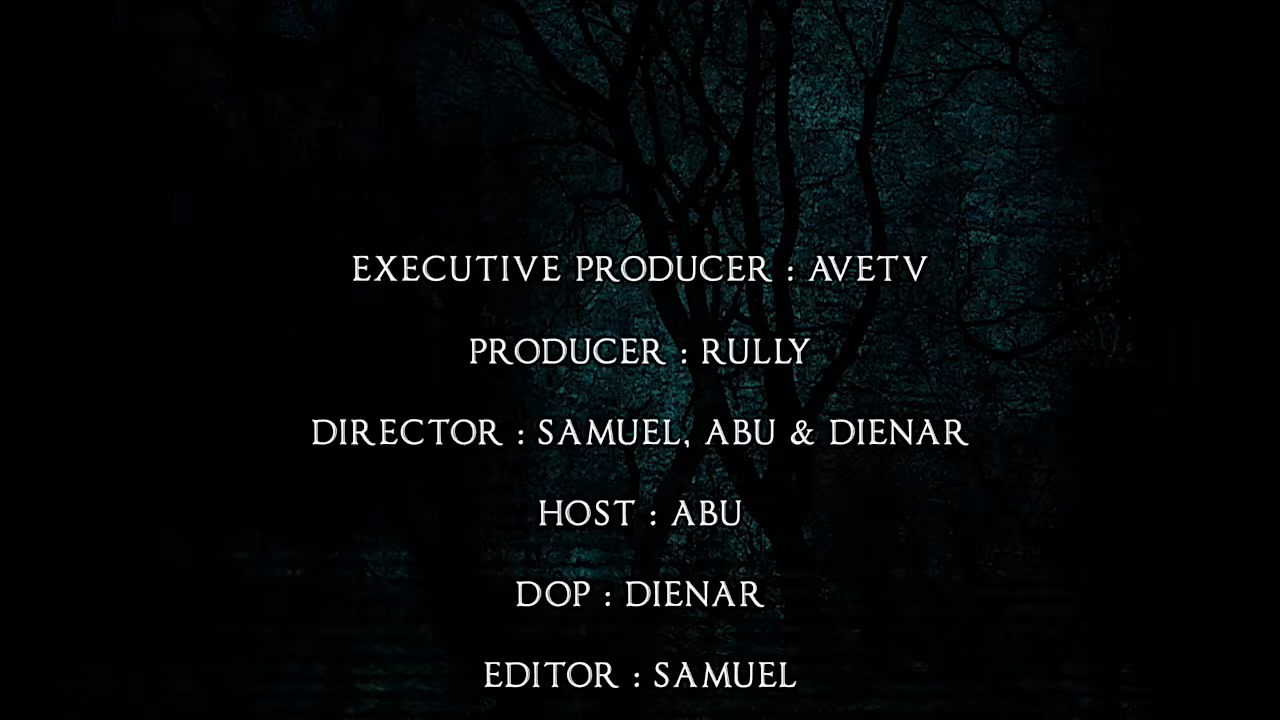 EXECUTIVE PRODUCER : AVETV
PRODUCER : RULLY
DIRECTOR : SAMUEL, ABU & DIENAR
HOST : ABU
DOP : DIENAR
EDITOR : SAMUEL